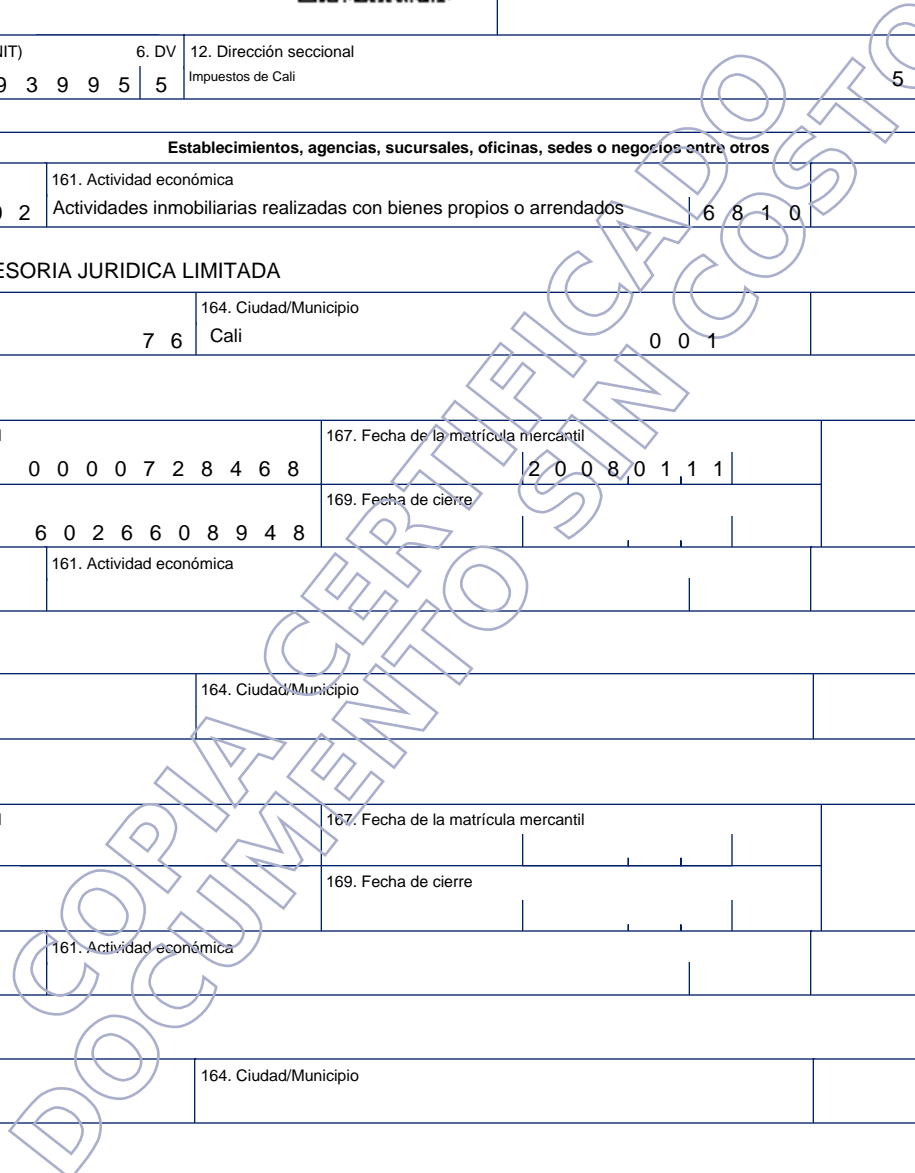 NIT) 6. DV 12. Dirección seccional
9 3 9 9 5 5 Impuestos de Cali 5
Establecimientos, agencias, sucursales, oficinas, sedes o negocios entre otros
161. Actividad económica
0 2 Actividades inmobiliarias realizadas con bienes propios o arrendados 6 8 1 0
ESORIA JURIDICA LIMITADA
164. Ciudad/Municipio
7 6 Cali 0 0 1
167. Fecha de la matrícula mercantil
0 0 0 0 7 2 8 4 6 8 2 0 0 8 0 1 1 1
169. Fecha de cierre
6 0 2 6 6 0 8 9 4 8
161. Actividad económica
164. Ciudad/Municipio
167. Fecha de la matrícula mercantil
169. Fecha de cierre
161. Actividad económica
164. Ciudad/Municipio
COPIA CERTIFICADO
DOCUMENTO SIN COSTO